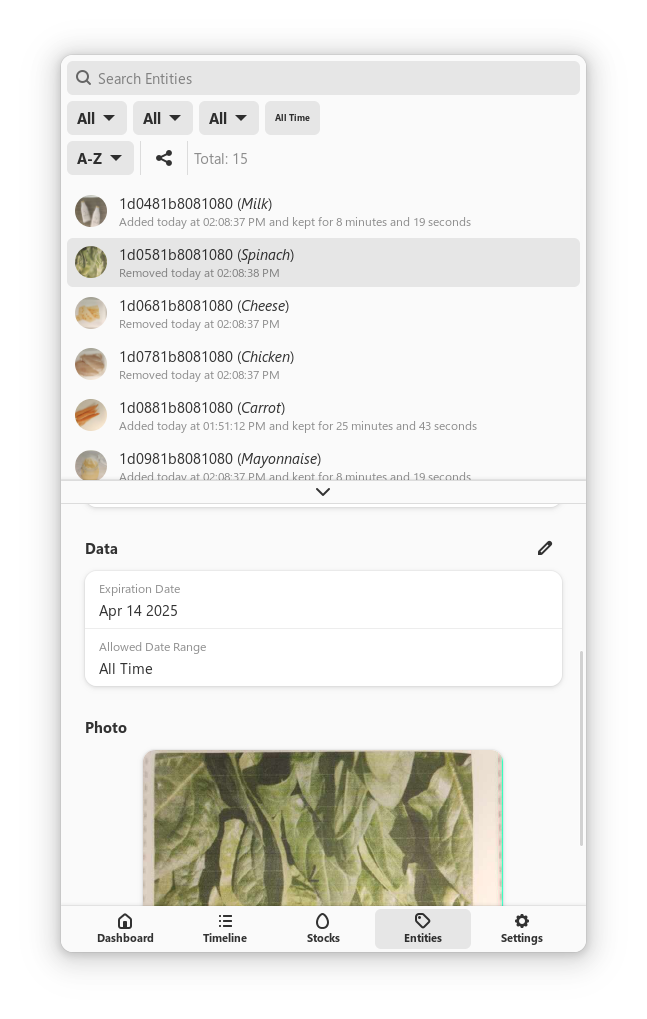 Search Entities
All All All All Time
A-Z Total: 15
1d0481b8081080 (Milk)
Added today at 02:08:37 PM and kept for 8 minutes and 19 seconds
1d0581b8081080 (Spinach)
Removed today at 02:08:38 PM
1d0681b8081080 (Cheese)
Removed today at 02:08:37 PM
1d0781b8081080 (Chicken)
Removed today at 02:08:37 PM
1d0881b8081080 (Carrot)
Added today at 01:51:12 PM and kept for 25 minutes and 43 seconds
1d0981b8081080 (Mayonnaise)
Added today at 02:08:37 PM and kept for 8 minutes and 19 seconds
Data
Expiration Date
Apr 14 2025
Allowed Date Range
All Time
Photo
Dashboard Timeline Stocks Entities Settings